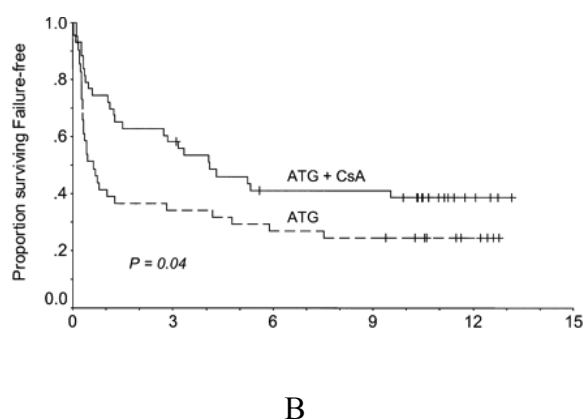 Proportion surviving Failure-free
1.0
.8
.6
.4
.2
0.0
ATG + CsA
ATG
P = 0.04
0 3 6 9 12 15
B